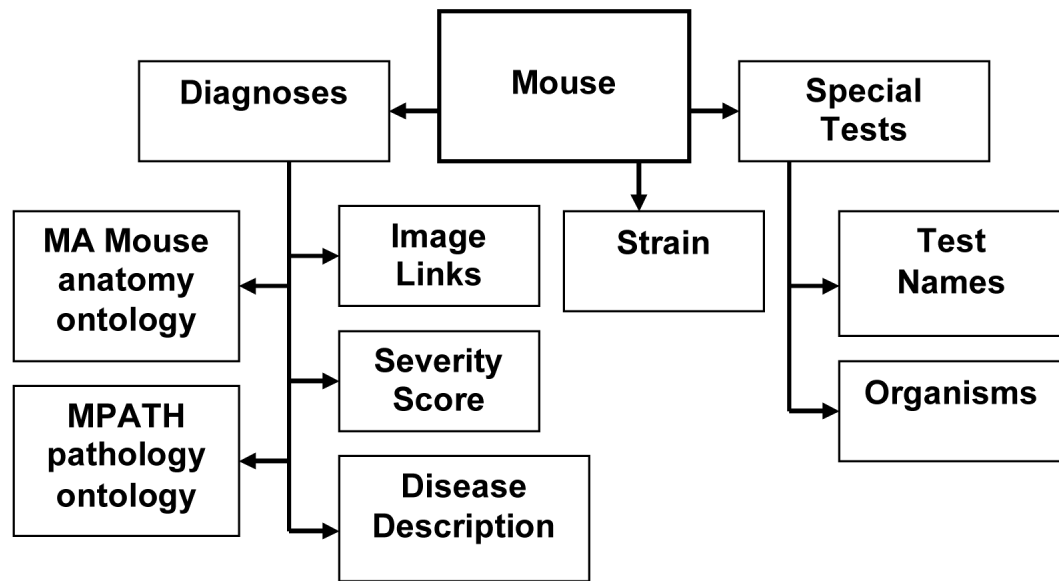 Mouse
Diagnoses
Special
Tests
MA Mouse
anatomy
ontology
Image
Links
Strain
Test
Names
Severity
Score
Organisms
MPATH
pathology
ontology
Disease
Description